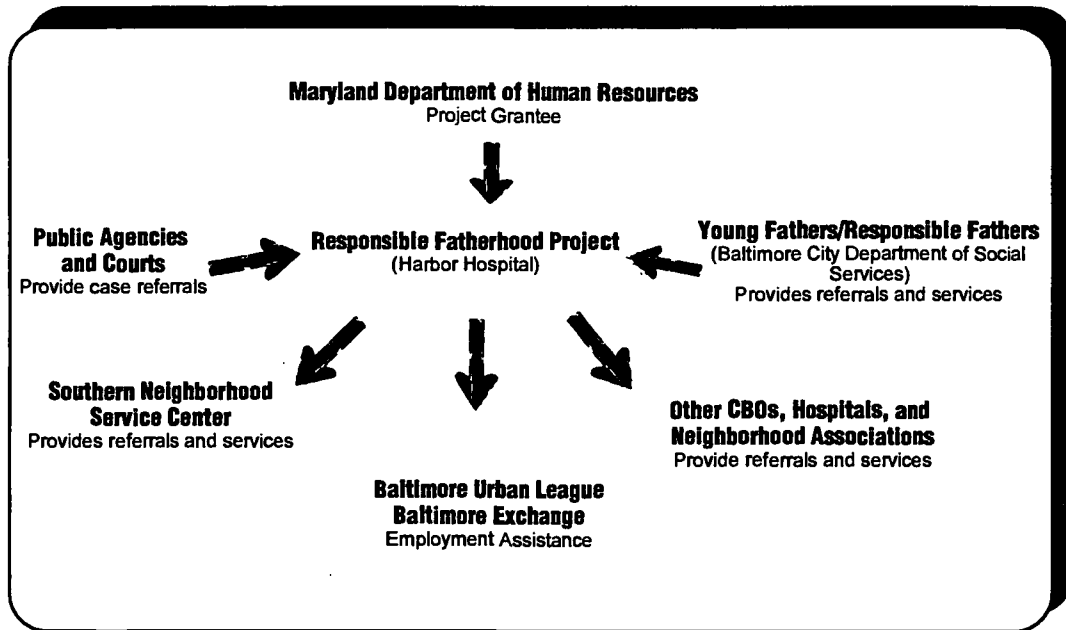 Maryland Department of Human Resources
Project Grantee
Public Agencies
and Courts
Provide case referrals
Responsible Fatherhood Project
(Harbor Hospital)
Young Fathers/Responsible Fathers
(Baltimore City Department of Social
Services)
Provides referrals and services
Southern Neighborhood
Service Center
Provides referrals and services
Baltimore Urban League
Baltimore Exchange
Employment Assistance
Other CBOs, Hospitals, and
Neighborhood Associations
Provide referrals and services